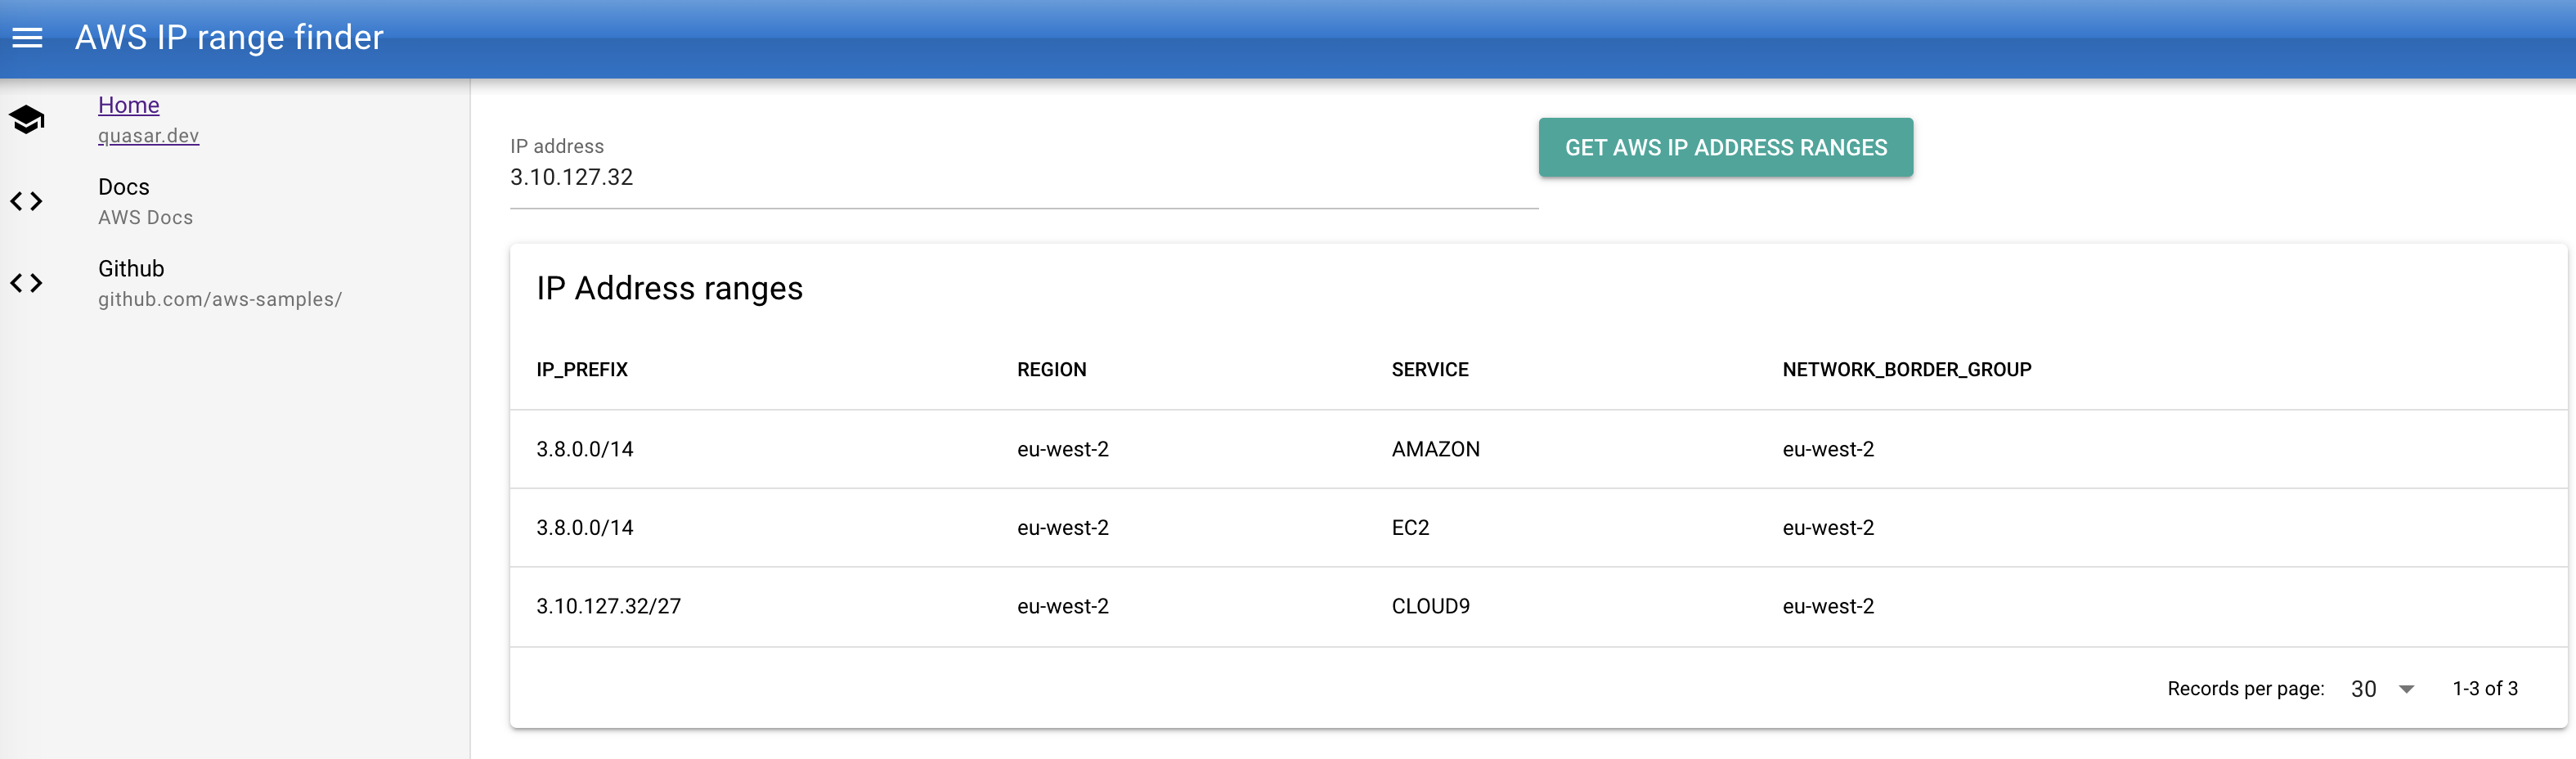 AWS IP range finder
Home
quasar.dev
Docs
AWS Docs
Github
github.com/aws-samples/
IP address
3.10.127.32
GET AWS IP ADDRESS RANGES
IP Address ranges
IP_PREFIX REGION SERVICE NETWORK_BORDER_GROUP
3.8.0.0/14 eu-west-2 AMAZON eu-west-2
3.8.0.0/14 eu-west-2 EC2 eu-west-2
3.10.127.32/27 eu-west-2 CLOUD9 eu-west-2
Records per page: 30 1-3 of 3